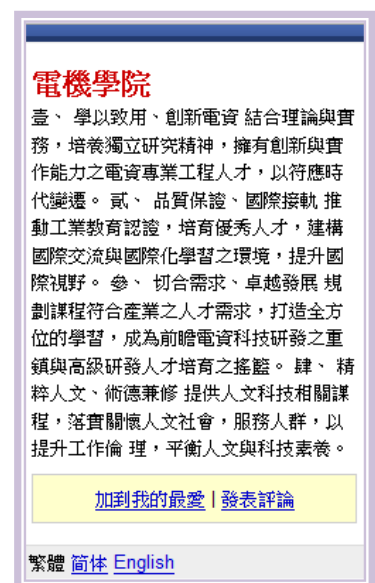 電機學院
臺、 學以致用、創新電資 結合理論與實
務，培養獨立研究精神，擁有創新與實
作能力之電資專業工程人才，以符應時
代變遷。 貳、 品質保證、國際接軌 推
動工業教育認證，培育優秀人才，建構
國際交流與國際化學習之環境，提升國
際視野。 參、 切合需求、卓越發展 規
劃課程符合產業之人才需求，打造全方
位的學習，成為前瞻電資科技研發之重
鎮與高級研發人才培育之搖籃。 肆、 精
粹人文、術德兼修 提供人文科技相關課
程，落實關懷人文社會，服務人群，以
提升工作倫 理，平衡人文與科技素養。
加到我的最愛 | 發表評論
繁體 简体 English